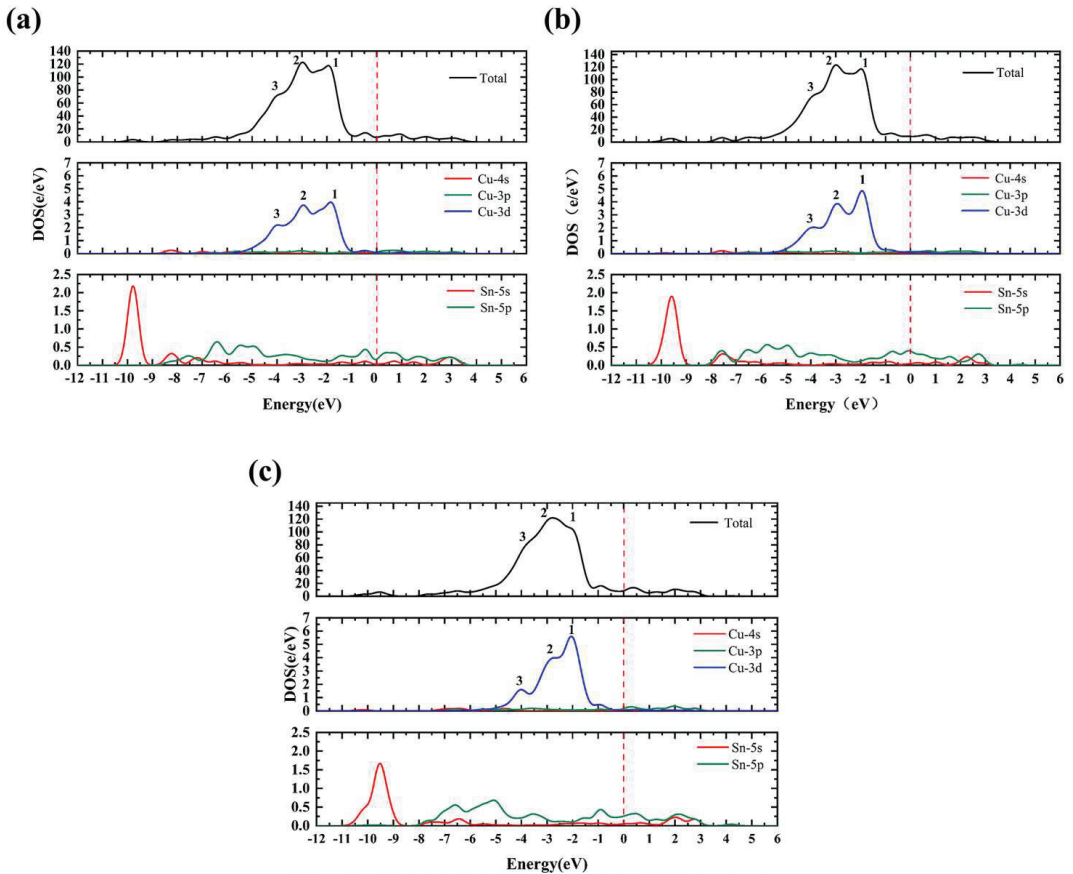 (a)
140
120
100
80
60
40
20
0
3
2
1
Total
DOS(e/eV)
7
6
5
4
3
2
1
0
3
2
1
Cu-4s
Cu-3p
Cu-3d
2.5
2.0
1.5
1.0
0.5
0.0
Sn-5s
Sn-5p
-12 -11 -10 -9 -8 -7 -6 -5 -4 -3 -2 -1 0 1 2 3 4 5 6
Energy(eV)
(b)
140
120
100
80
60
40
20
0
3
2
1
Total
DOS（e/eV）
7
6
5
4
3
2
1
0
3
2
1
Cu-4s
Cu-3p
Cu-3d
2.5
2.0
1.5
1.0
0.5
0.0
Sn-5s
Sn-5p
-12 -11 -10 -9 -8 -7 -6 -5 -4 -3 -2 -1 0 1 2 3 4 5 6
Energy（eV）
(c)
140
120
100
80
60
40
20
0
3
2
1
Total
DOS(e/eV)
7
6
5
4
3
2
1
0
3
2
1
Cu-4s
Cu-3p
Cu-3d
2.5
2.0
1.5
1.0
0.5
0.0
Sn-5s
Sn-5p
-12 -11 -10 -9 -8 -7 -6 -5 -4 -3 -2 -1 0 1 2 3 4 5 6
Energy(eV)